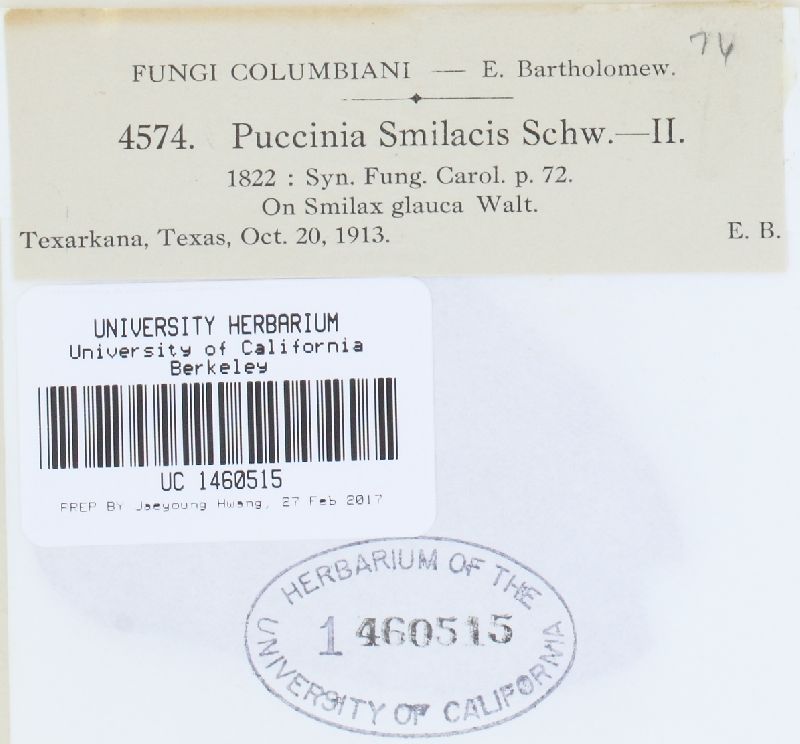 74
FUNGI COLUMBIANI — E. Bartholomew.
4574. Puccinia Smilacis Schw.—II.
1822 : Syn. Fung. Carol. p. 72.
On Smilax glauca Walt.
Texarkana, Texas, Oct. 20, 1913. E. B.
UNIVERSITY HERBARIUM
University of California
Berkeley
UC 1460515
PREP BY Jaeyoung Hwang, 27 Feb 2017
HERBARIUM OF THE
1460515
UNIVERSITY OF CALIFORNIA